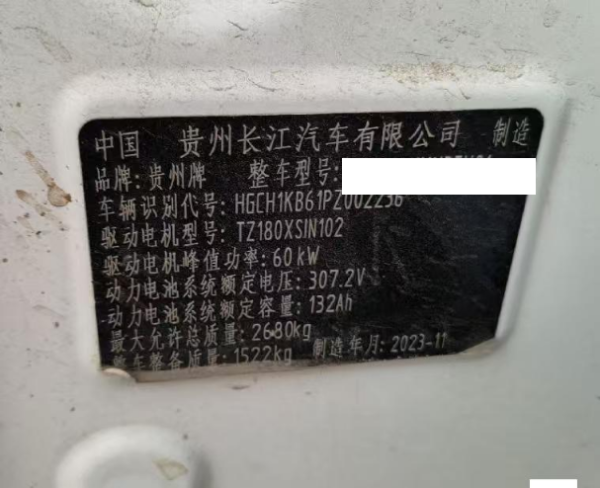 中国 贵州长江汽车有限公司 制造
品牌: 贵州牌 整车型号:
车辆识别代号: HGCH1KB61PZ002236
驱动电机型号: TZ180XSIN102
驱动电机峰值功率: 60kW
动力电池系统额定电压: 307.2V
动力电池系统额定容量: 132Ah
最大允许总质量: 2680kg
整车整备质量: 1522kg 制造年月: 2023-11